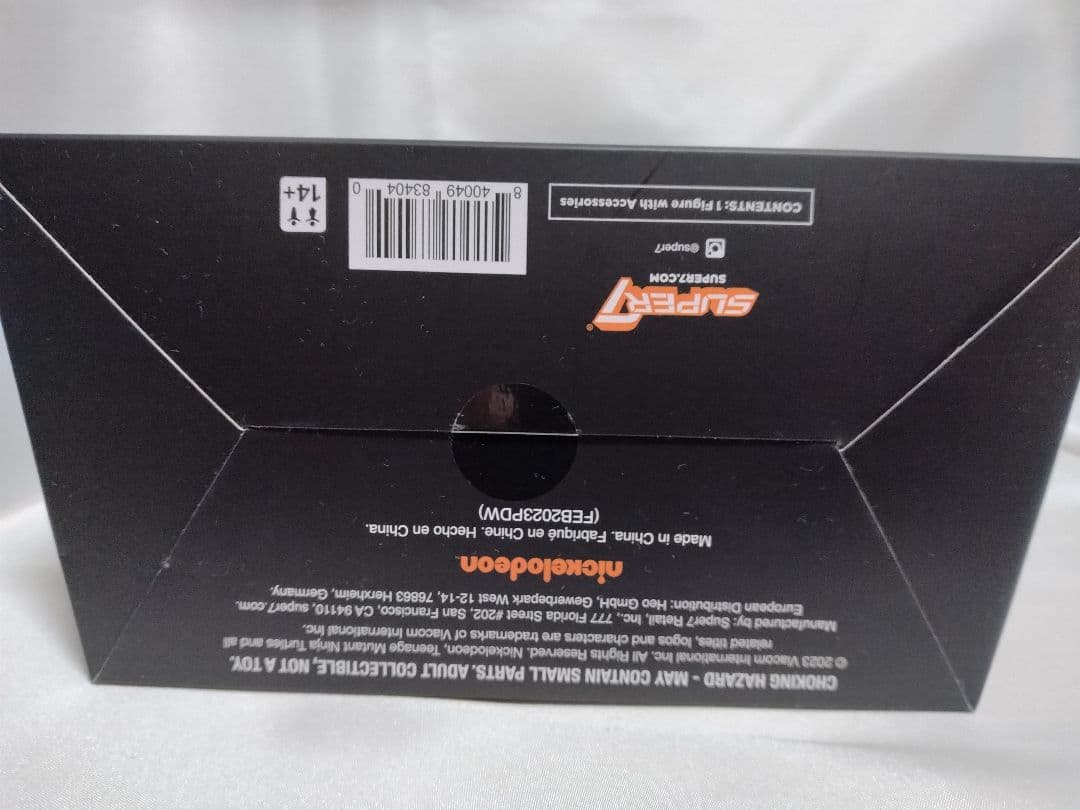 CHOKING HAZARD - MAY CONTAIN SMALL PARTS. ADULT COLLECTIBLE, NOT A TOY.
© 2023 Viacom International Inc. All Rights Reserved. Nickelodeon, Teenage Mutant Ninja Turtles and all
related titles, logos and characters are trademarks of Viacom International Inc.
Manufactured by: Super7 Retail, Inc., 777 Florida Street #202, San Francisco, CA 94110, super7.com.
European Distribution: Heo GmbH, Gewerbepark West 12-14, 76863 Herxheim, Germany.
nickelodeon
Made in China. Fabriqué en Chine. Hecho en China.
(FEB2023PDW)
SUPER7
SUPER7.COM
@super7
CONTENTS: 1 Figure with Accessories
8 40049 83404 0
14+